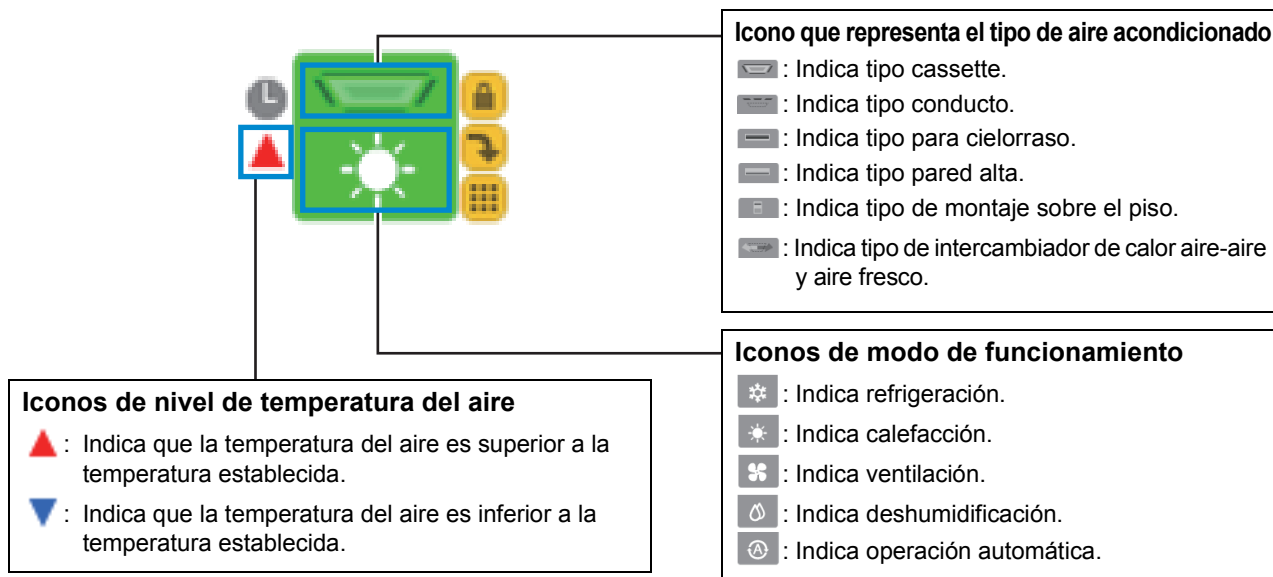 Icono que representa el tipo de aire acondicionado
: Indica tipo cassette.
: Indica tipo conducto.
: Indica tipo para cielorraso.
: Indica tipo pared alta.
: Indica tipo de montaje sobre el piso.
: Indica tipo de intercambiador de calor aire-aire
y aire fresco.
Iconos de modo de funcionamiento
: Indica refrigeración.
: Indica calefacción.
: Indica ventilación.
: Indica deshumidificación.
A : Indica operación automática.
Iconos de nivel de temperatura del aire
: Indica que la temperatura del aire es superior a la
temperatura establecida.
: Indica que la temperatura del aire es inferior a la
temperatura establecida.